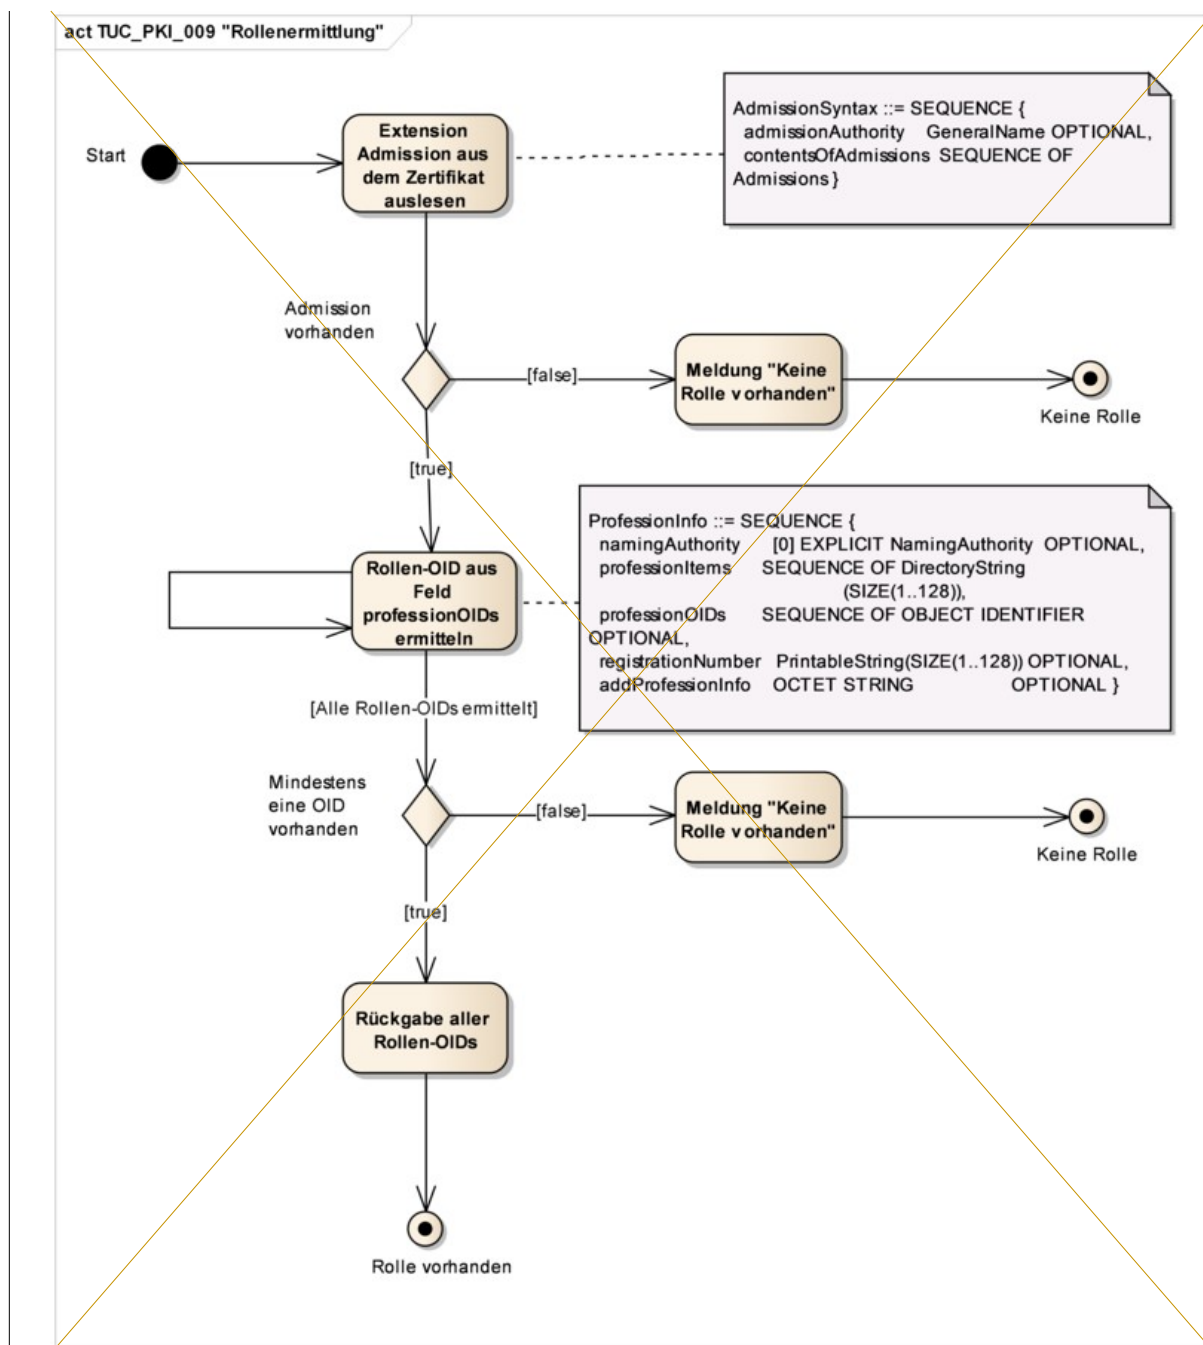 act TUC_PKI_009 "Rollenermittlung"
Start
Extension
Admission aus
dem Zertifikat
auslesen
AdmissionSyntax ::= SEQUENCE {
admissionAuthority GeneralName OPTIONAL,
contentsOfAdmissions SEQUENCE OF
Admissions }
Admission
vorhanden
[false]
Meldung "Keine
Rolle vorhanden"
Keine Rolle
[true]
Rollen-OID aus
Feld
professionOIDs
ermitteln
ProfessionInfo ::= SEQUENCE {
namingAuthority [0] EXPLICIT NamingAuthority OPTIONAL,
professionItems SEQUENCE OF DirectoryString
(SIZE(1..128)),
professionOIDs SEQUENCE OF OBJECT IDENTIFIER
OPTIONAL,
registrationNumber PrintableString(SIZE(1..128)) OPTIONAL,
addProfessionInfo OCTET STRING OPTIONAL }
[Alle Rollen-OIDs ermittelt]
Mindestens
eine OID
vorhanden
[false]
Meldung "Keine
Rolle vorhanden"
Keine Rolle
[true]
Rückgabe aller
Rollen-OIDs
Rolle vorhanden